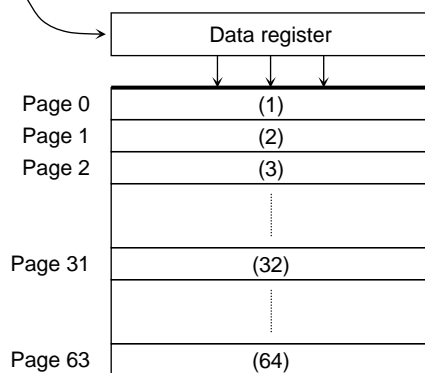 Data register
Page 0 (1)
Page 1 (2)
Page 2 (3)
Page 31 (32)
Page 63 (64)